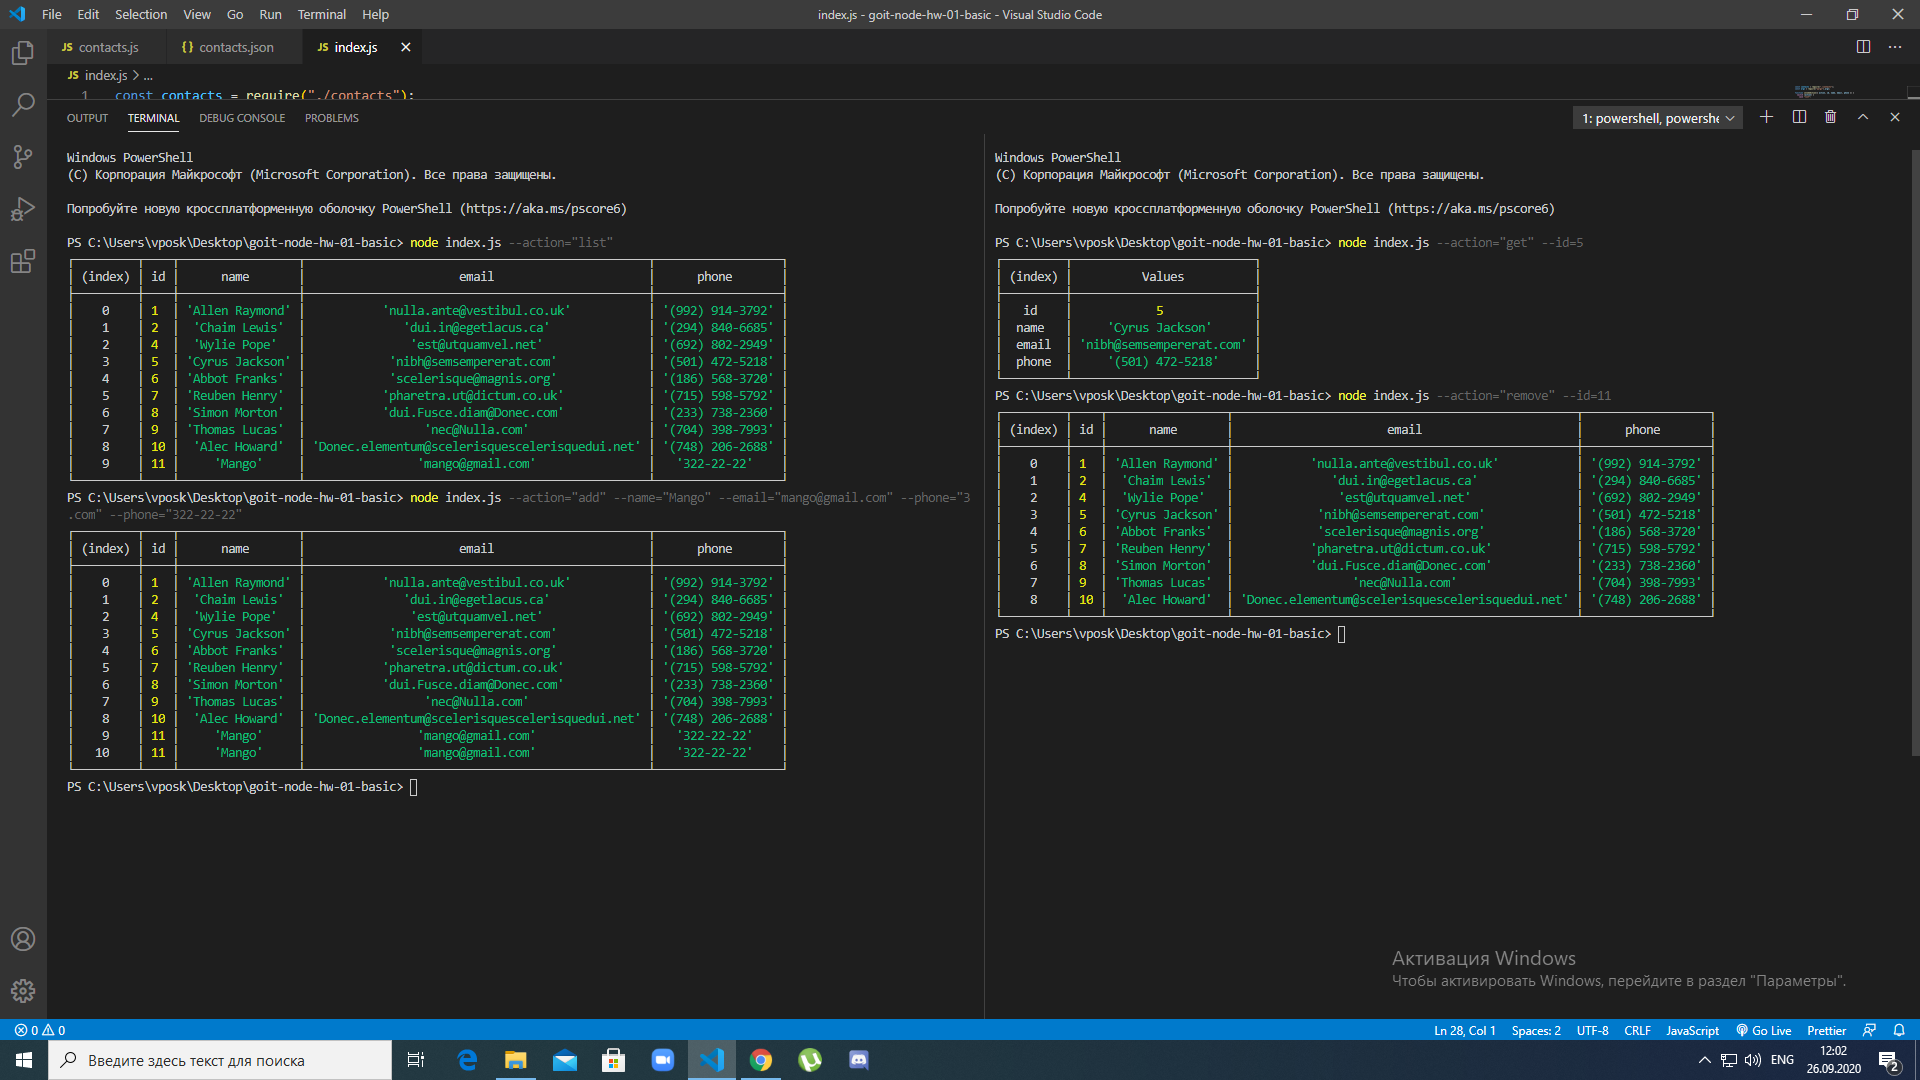 File Edit Selection View Go Run Terminal Help
index.js - goit-node-hw-01-basic - Visual Studio Code
JS contacts.js {} contacts.json JS index.js
JS index.js > ...
1 const contacts = require("./contacts");
OUTPUT TERMINAL DEBUG CONSOLE PROBLEMS
1: powershell, powershe
Windows PowerShell
(C) Корпорация Майкрософт (Microsoft Corporation). Все права защищены.
Попробуйте новую кроссплатформенную оболочку PowerShell (https://aka.ms/pscore6)
PS C:\Users\vposk\Desktop\goit-node-hw-01-basic> node index.js --action="list"
(index) id name email phone
0 1 'Allen Raymond' 'nulla.ante@vestibul.co.uk' '(992) 914-3792'
1 2 'Chaim Lewis' 'dui.in@egetlacus.ca' '(294) 840-6685'
2 4 'Wylie Pope' 'est@utquamvel.net' '(692) 802-2949'
3 5 'Cyrus Jackson' 'nibh@semsempererat.com' '(501) 472-5218'
4 6 'Abbot Franks' 'scelerisque@magnis.org' '(186) 568-3720'
5 7 'Reuben Henry' 'pharetra.ut@dictum.co.uk' '(715) 598-5792'
6 8 'Simon Morton' 'dui.Fusce.diam@Donec.com' '(233) 738-2360'
7 9 'Thomas Lucas' 'nec@Nulla.com' '(704) 398-7993'
8 10 'Alec Howard' 'Donec.elementum@scelerisquescelerisquedui.net' '(748) 206-2688'
9 11 'Mango' 'mango@gmail.com' '322-22-22'
PS C:\Users\vposk\Desktop\goit-node-hw-01-basic> node index.js --action="add" --name="Mango" --email="mango@gmail.com" --phone="3
.com" --phone="322-22-22"
(index) id name email phone
0 1 'Allen Raymond' 'nulla.ante@vestibul.co.uk' '(992) 914-3792'
1 2 'Chaim Lewis' 'dui.in@egetlacus.ca' '(294) 840-6685'
2 4 'Wylie Pope' 'est@utquamvel.net' '(692) 802-2949'
3 5 'Cyrus Jackson' 'nibh@semsempererat.com' '(501) 472-5218'
4 6 'Abbot Franks' 'scelerisque@magnis.org' '(186) 568-3720'
5 7 'Reuben Henry' 'pharetra.ut@dictum.co.uk' '(715) 598-5792'
6 8 'Simon Morton' 'dui.Fusce.diam@Donec.com' '(233) 738-2360'
7 9 'Thomas Lucas' 'nec@Nulla.com' '(704) 398-7993'
8 10 'Alec Howard' 'Donec.elementum@scelerisquescelerisquedui.net' '(748) 206-2688'
9 11 'Mango' 'mango@gmail.com' '322-22-22'
10 11 'Mango' 'mango@gmail.com' '322-22-22'
PS C:\Users\vposk\Desktop\goit-node-hw-01-basic>
Windows PowerShell
(C) Корпорация Майкрософт (Microsoft Corporation). Все права защищены.
Попробуйте новую кроссплатформенную оболочку PowerShell (https://aka.ms/pscore6)
PS C:\Users\vposk\Desktop\goit-node-hw-01-basic> node index.js --action="get" --id=5
(index) Values
id 5
name 'Cyrus Jackson'
email 'nibh@semsempererat.com'
phone '(501) 472-5218'
PS C:\Users\vposk\Desktop\goit-node-hw-01-basic> node index.js --action="remove" --id=11
(index) id name email phone
0 1 'Allen Raymond' 'nulla.ante@vestibul.co.uk' '(992) 914-3792'
1 2 'Chaim Lewis' 'dui.in@egetlacus.ca' '(294) 840-6685'
2 4 'Wylie Pope' 'est@utquamvel.net' '(692) 802-2949'
3 5 'Cyrus Jackson' 'nibh@semsempererat.com' '(501) 472-5218'
4 6 'Abbot Franks' 'scelerisque@magnis.org' '(186) 568-3720'
5 7 'Reuben Henry' 'pharetra.ut@dictum.co.uk' '(715) 598-5792'
6 8 'Simon Morton' 'dui.Fusce.diam@Donec.com' '(233) 738-2360'
7 9 'Thomas Lucas' 'nec@Nulla.com' '(704) 398-7993'
8 10 'Alec Howard' 'Donec.elementum@scelerisquescelerisquedui.net' '(748) 206-2688'
PS C:\Users\vposk\Desktop\goit-node-hw-01-basic>
Активация Windows
Чтобы активировать Windows, перейдите в раздел "Параметры".
0 0 Ln 28, Col 1 Spaces: 2 UTF-8 CRLF JavaScript Go Live Prettier
Введите здесь текст для поиска
ENG
12:02
26.09.2020
2